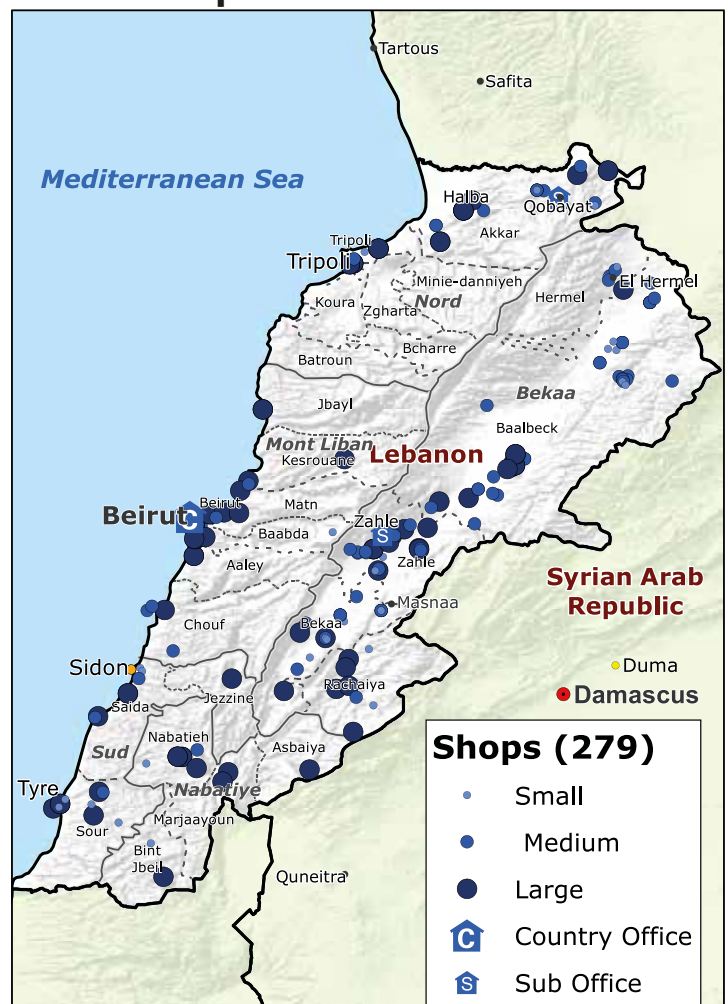 Tartous
Safita
Mediterranean Sea
Halba
Qobayat
Akkar
Tripoli
Tripoli
El Hermel
Minie-danniyeh
Hermel
Koura
Nord
Zgharta
Bcharre
Batroun
Bekaa
Jbayl
Baalbeck
Mont Liban
Lebanon
Kesrouane
Beirut
Beirut
C
Matn
Zahle
Baabda
S
Zahle
Aaley
Syrian Arab
Republic
Masnaa
Chouf
Bekaa
Sidon
Duma
Rachaiya
Damascus
Jezzine
Saida
Nabatieh
Sud
Asbaiya
Shops (279)
Tyre
Nabatiye
Small
Marjaayoun
Sour
Medium
Bint
Jbeil
Quneitra
Large
C Country Office
S Sub Office